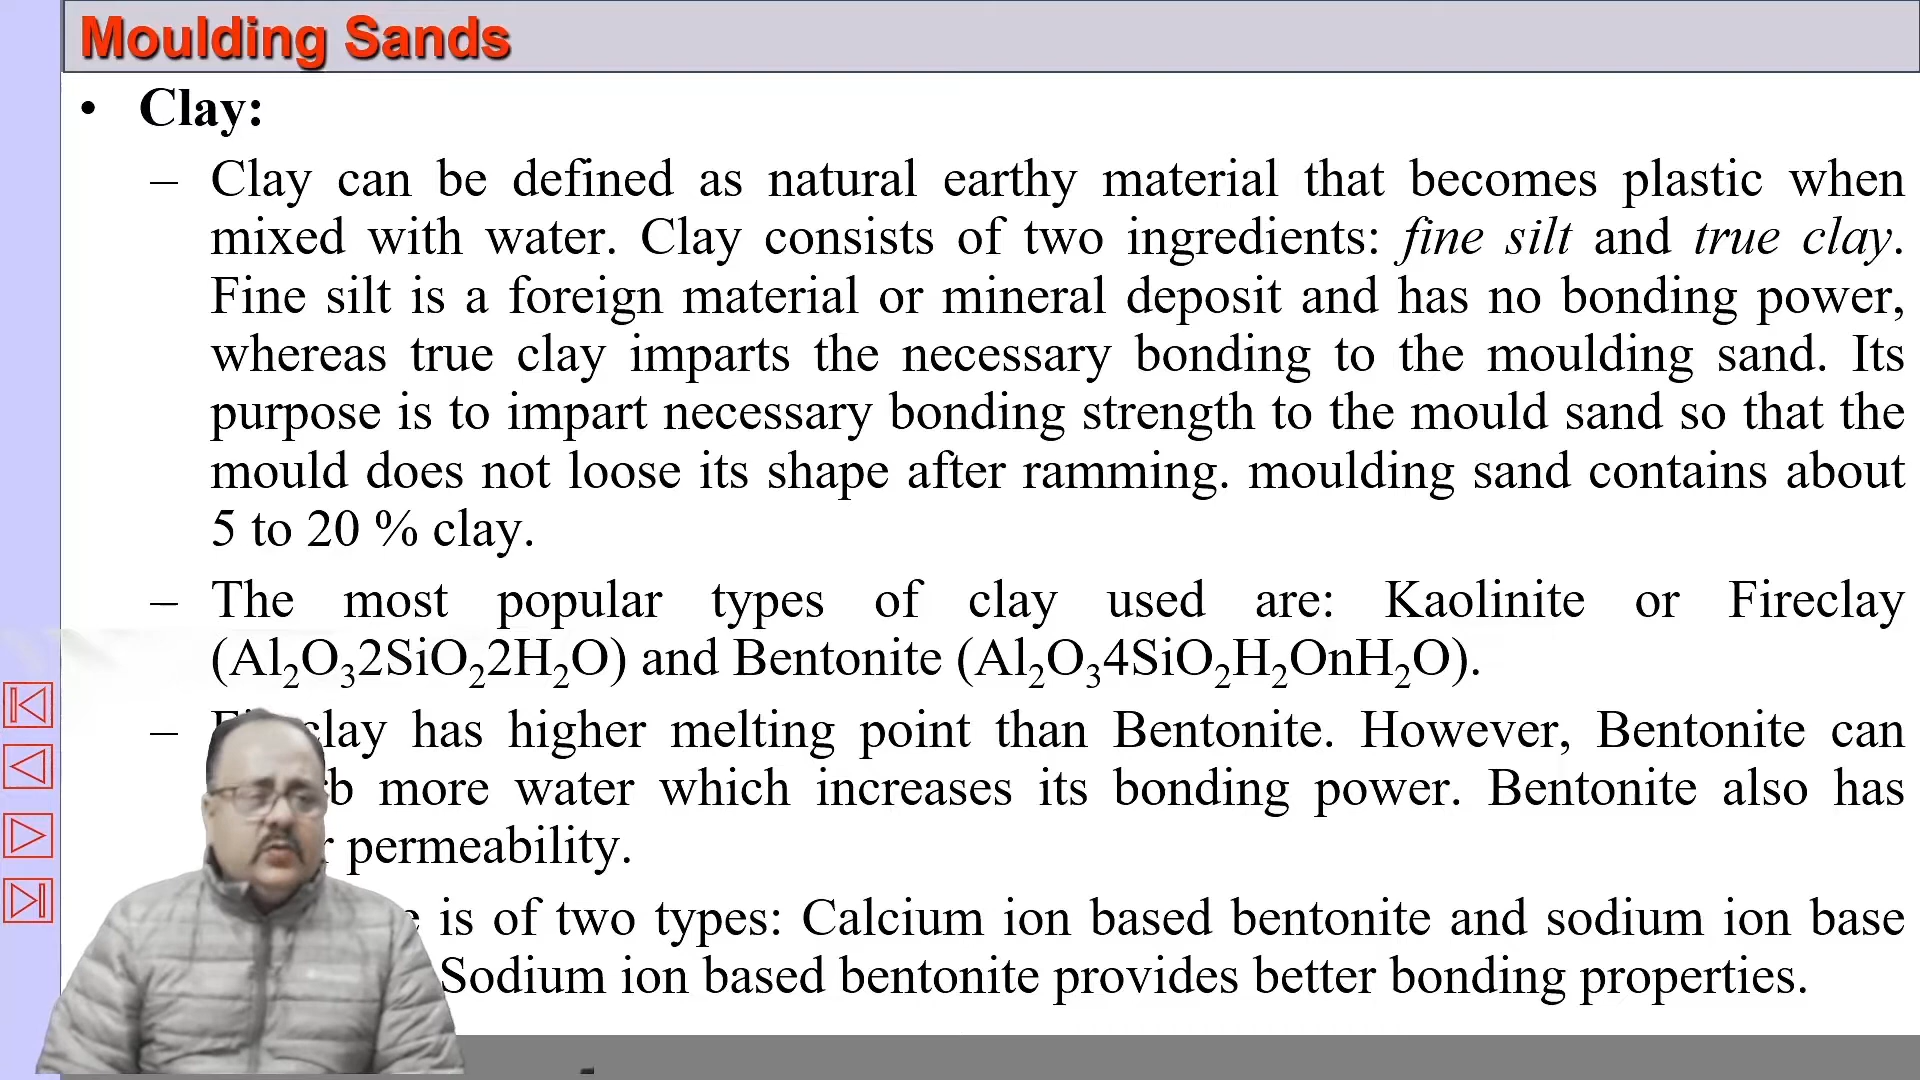 Moulding Sands
• Clay:
– Clay can be defined as natural earthy material that becomes plastic when
mixed with water. Clay consists of two ingredients: fine silt and true clay.
Fine silt is a foreign material or mineral deposit and has no bonding power,
whereas true clay imparts the necessary bonding to the moulding sand. Its
purpose is to impart necessary bonding strength to the mould sand so that the
mould does not loose its shape after ramming. moulding sand contains about
5 to 20 % clay.
– The most popular types of clay used are: Kaolinite or Fireclay
(Al₂O₃2SiO₂2H₂O) and Bentonite (Al₂O₃4SiO₂H₂OnH₂O).
– clay has higher melting point than Bentonite. However, Bentonite can
more water which increases its bonding power. Bentonite also has
permeability.
is of two types: Calcium ion based bentonite and sodium ion base
Sodium ion based bentonite provides better bonding properties.